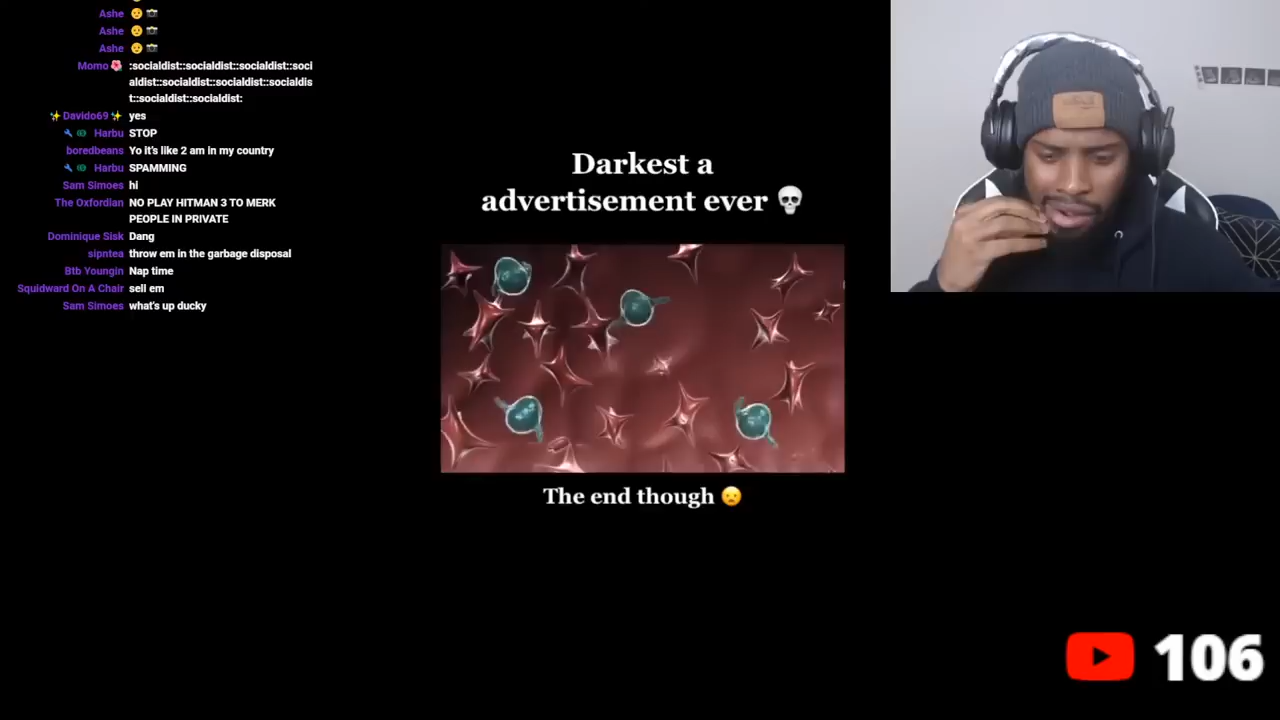 Ashe 😟 📸
Ashe 😟 📸
Ashe 😟 📸
Momo🌺 :socialdist::socialdist::socialdist::soci
aldist::socialdist::socialdist::socialdis
t::socialdist::socialdist:
✨Davido69✨ yes
Harbu STOP
boredbeans Yo it's like 2 am in my country
Harbu SPAMMING
Sam Simoes hi
The Oxfordian NO PLAY HITMAN 3 TO MERK
PEOPLE IN PRIVATE
Dominique Sisk Dang
sipntea throw em in the garbage disposal
Btb Youngin Nap time
Squidward On A Chair sell em
Sam Simoes what's up ducky
Darkest a
advertisement ever 💀
The end though 😦
106